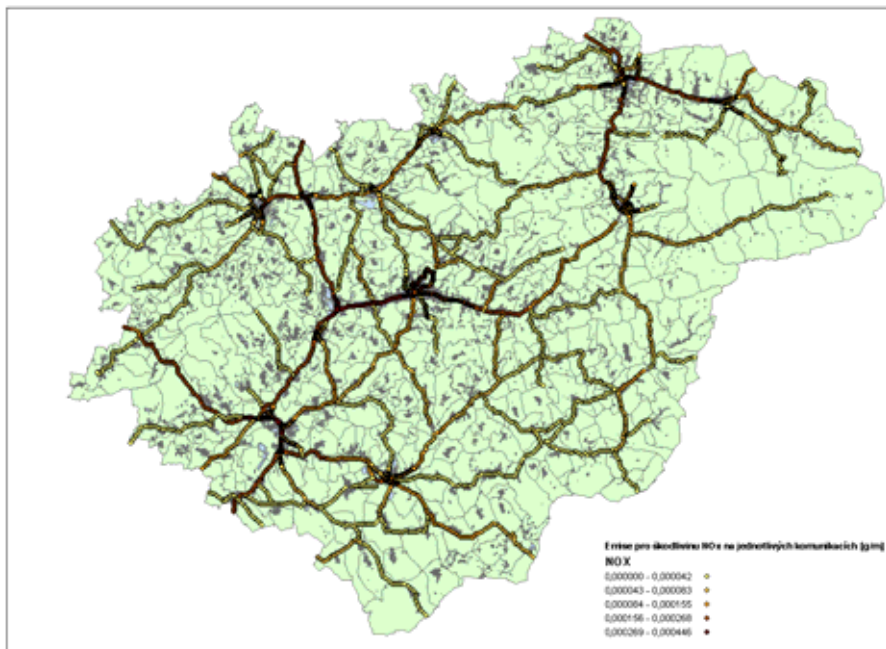 Emise pro škodlivinu NOx na jednotlivých komunikacích [g/m]
NOX
0,000000 - 0,000042
0,000043 - 0,000083
0,000084 - 0,000155
0,000156 - 0,000268
0,000269 - 0,000446